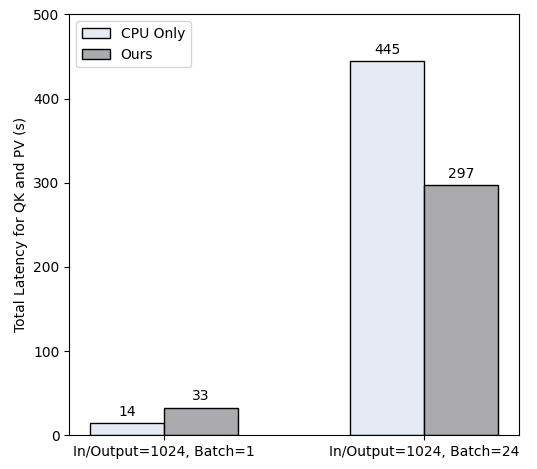 500
400
300
200
100
0
Total Latency for QK and PV (s)
CPU Only
Ours
14
33
445
297
In/Output=1024, Batch=1
In/Output=1024, Batch=24